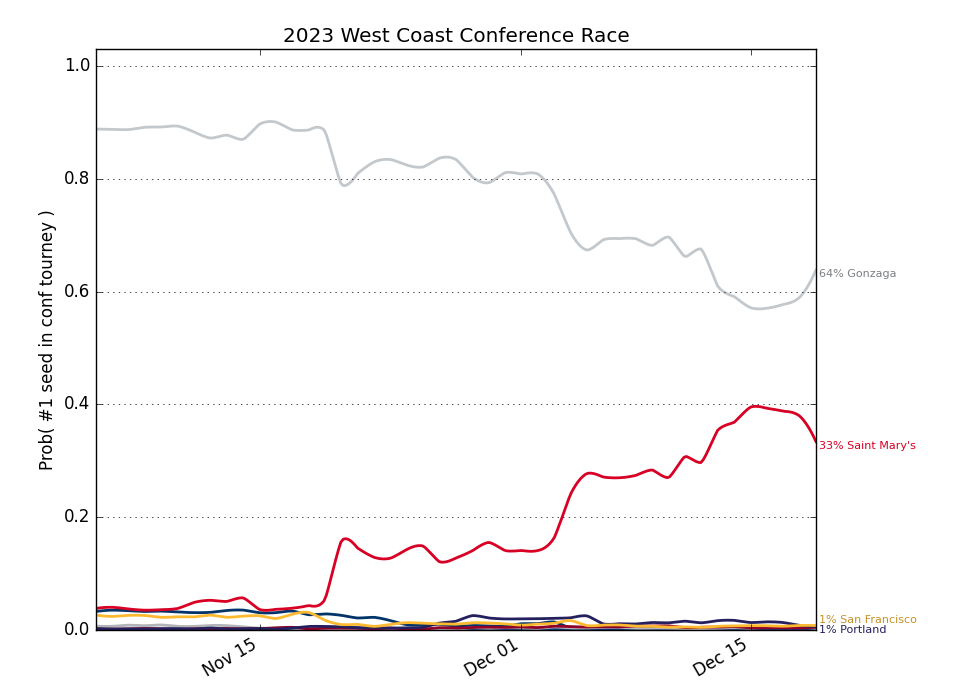 2023 West Coast Conference Race
Prob( #1 seed in conf tourney )
1.0
0.8
0.6
0.4
0.2
0.0
Nov 15
Dec 01
Dec 15
64% Gonzaga
33% Saint Mary's
1% San Francisco
1% Portland